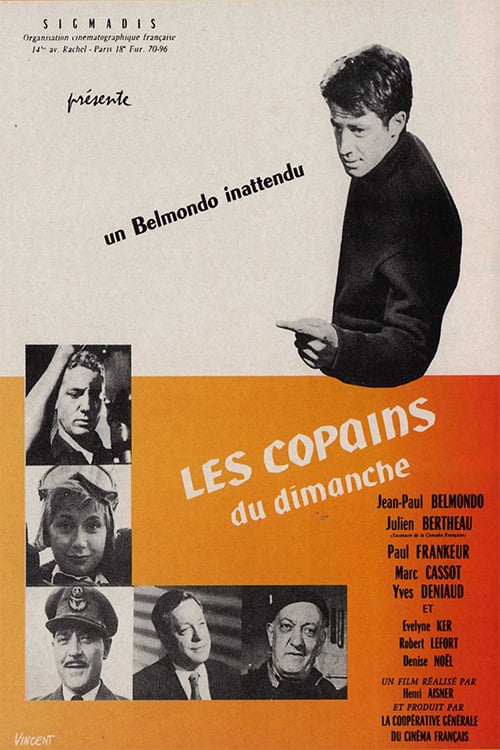 SIGMADIS
Organisation cinématographique française
14bis av. Rachel - Paris 18e Eur. 70-96
présente
un Belmondo inattendu
LES COPAINS
du dimanche
Jean-Paul BELMONDO
Julien BERTHEAU
(Sociétaire de la Comédie Française)
Paul FRANKEUR
Marc CASSOT
Yves DENIAUD
ET
Evelyne KER
Robert LEFORT
Denise NOËL
UN FILM RÉALISÉ PAR
Henri AISNER
ET PRODUIT PAR
LA COOPÉRATIVE GÉNÉRALE
DU CINÉMA FRANÇAIS
VINCENT